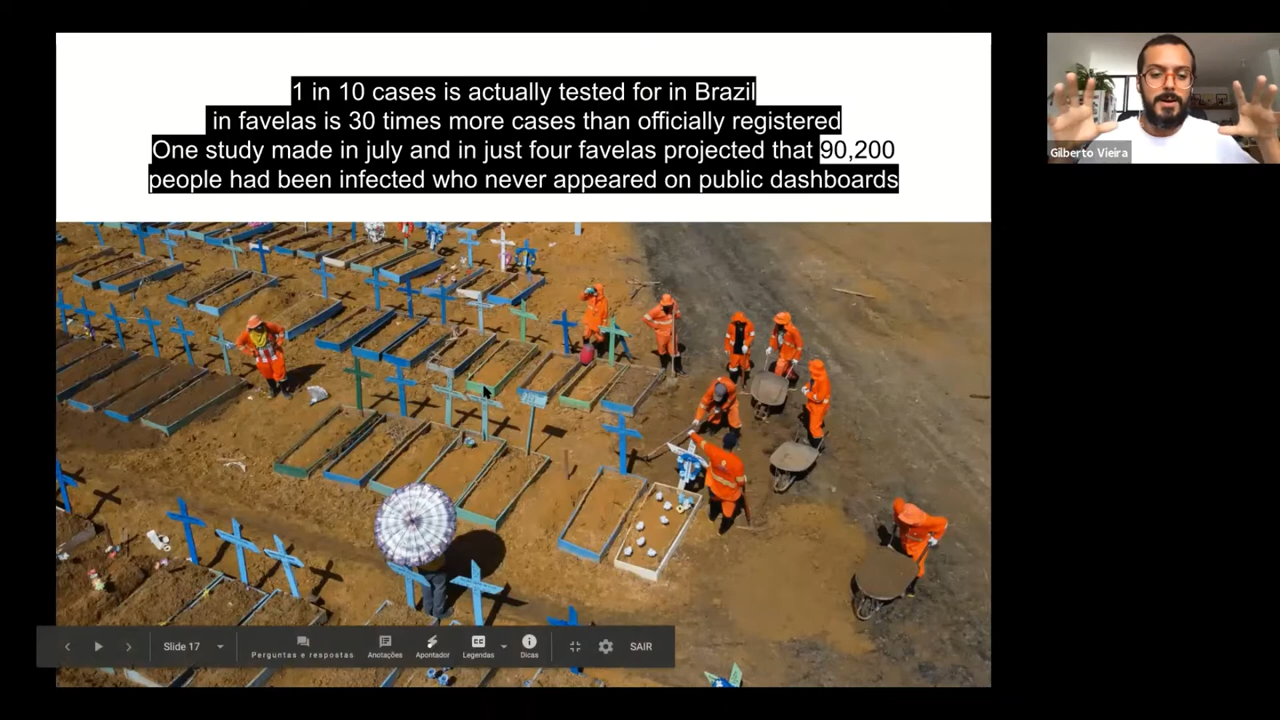 1 in 10 cases is actually tested for in Brazil
in favelas is 30 times more cases than officially registered
One study made in july and in just four favelas projected that 90,200
people had been infected who never appeared on public dashboards
Gilberto Vieira
Slide 17
Perguntas e respostas
Anotações
Apontador
Legendas
Dicas
SAIR